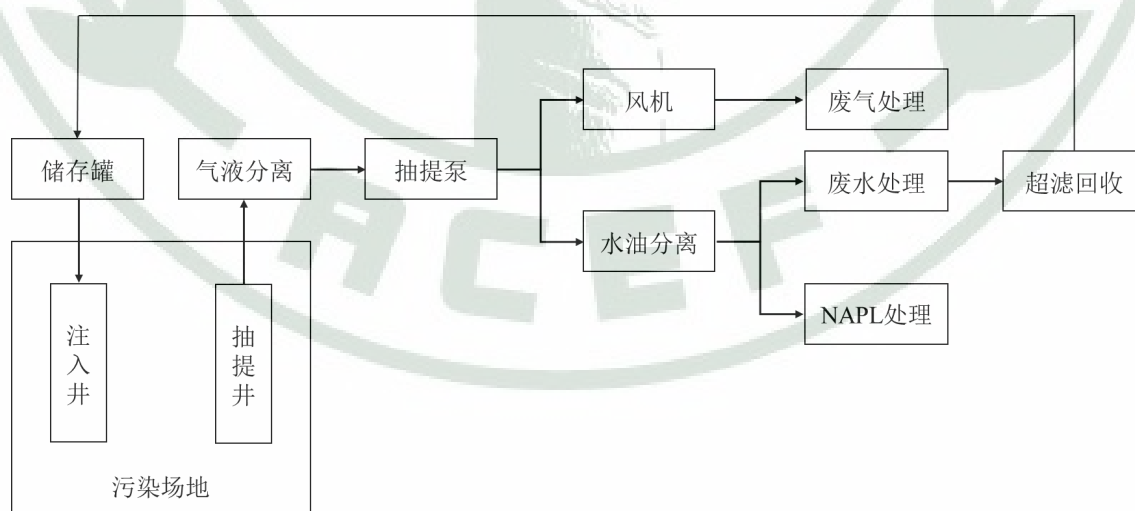 风机
废气处理
储存罐
气液分离
抽提泵
废水处理
超滤回收
水油分离
NAPL处理
注入井
抽提井
污染场地
ACEF